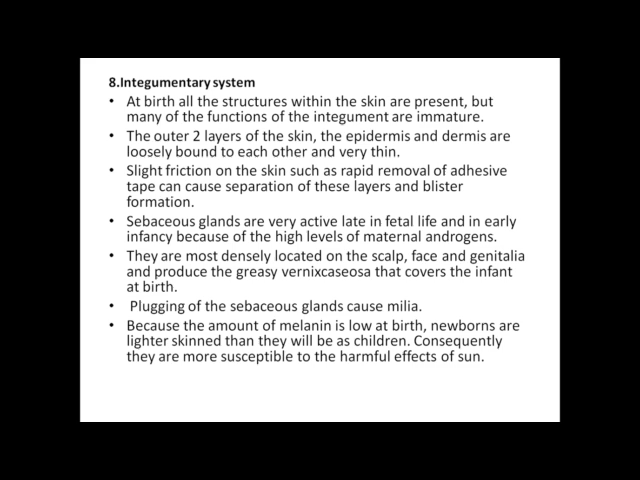 8.Integumentary system
• At birth all the structures within the skin are present, but
many of the functions of the integument are immature.
• The outer 2 layers of the skin, the epidermis and dermis are
loosely bound to each other and very thin.
• Slight friction on the skin such as rapid removal of adhesive
tape can cause separation of these layers and blister
formation.
• Sebaceous glands are very active late in fetal life and in early
infancy because of the high levels of maternal androgens.
• They are most densely located on the scalp, face and genitalia
and produce the greasy vernixcaseosa that covers the infant
at birth.
• Plugging of the sebaceous glands cause milia.
• Because the amount of melanin is low at birth, newborns are
lighter skinned than they will be as children. Consequently
they are more susceptible to the harmful effects of sun.